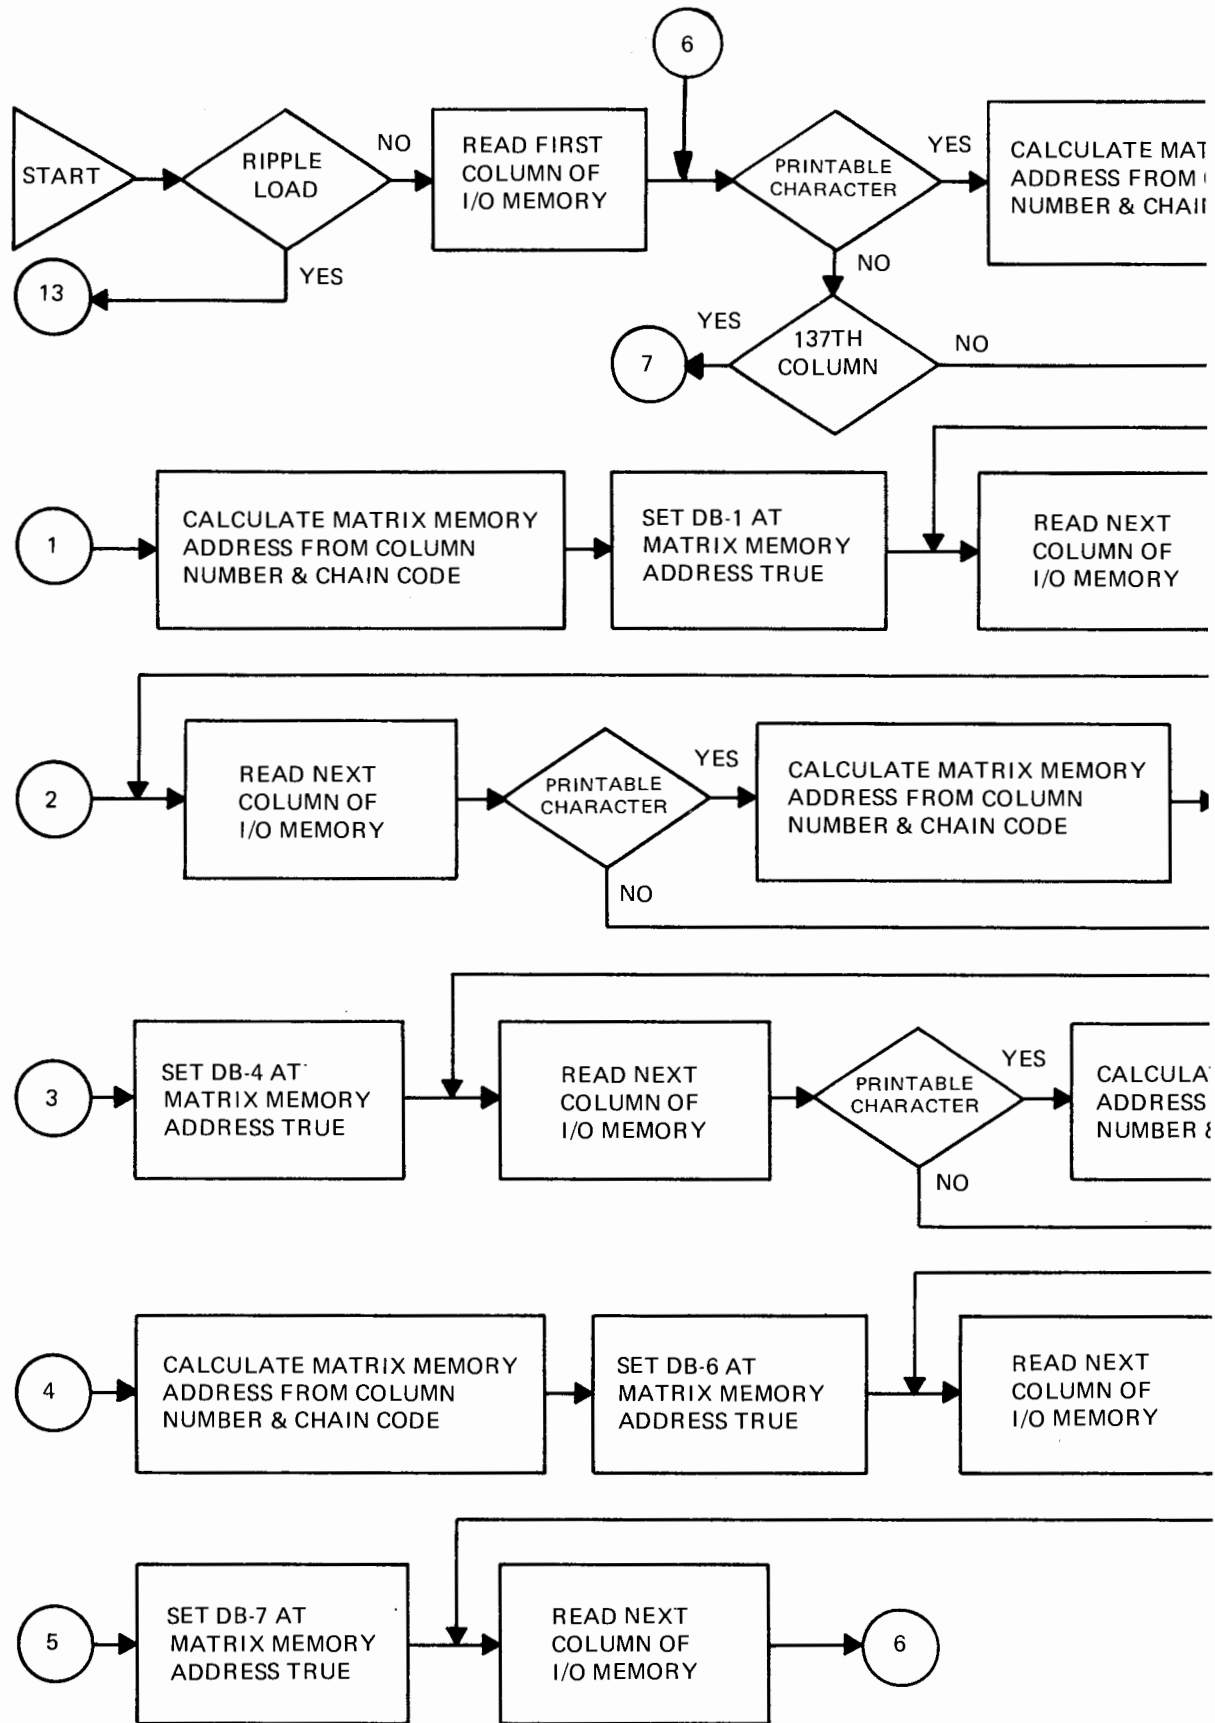 6
START
RIPPLE
LOAD
NO
YES
13
READ FIRST
COLUMN OF
I/O MEMORY
PRINTABLE
CHARACTER
YES
NO
CALCULATE
ADDRESS FROM
NUMBER &
137TH
COLUMN
YES
NO
7
1
CALCULATE MATRIX MEMORY
ADDRESS FROM COLUMN
NUMBER & CHAIN CODE
SET DB-1 AT
MATRIX MEMORY
ADDRESS TRUE
READ NEXT
COLUMN OF
I/O MEMORY
2
READ NEXT
COLUMN OF
I/O MEMORY
PRINTABLE
CHARACTER
YES
NO
CALCULATE MATRIX MEMORY
ADDRESS FROM COLUMN
NUMBER & CHAIN CODE
3
SET DB-4 AT
MATRIX MEMORY
ADDRESS TRUE
READ NEXT
COLUMN OF
I/O MEMORY
PRINTABLE
CHARACTER
YES
NO
ADDRESS
NUMBER
4
CALCULATE MATRIX MEMORY
ADDRESS FROM COLUMN
NUMBER & CHAIN CODE
SET DB-6 AT
MATRIX MEMORY
ADDRESS TRUE
READ NEXT
COLUMN OF
I/O MEMORY
5
SET DB-7 AT
MATRIX MEMORY
ADDRESS TRUE
READ NEXT
COLUMN OF
I/O MEMORY
6